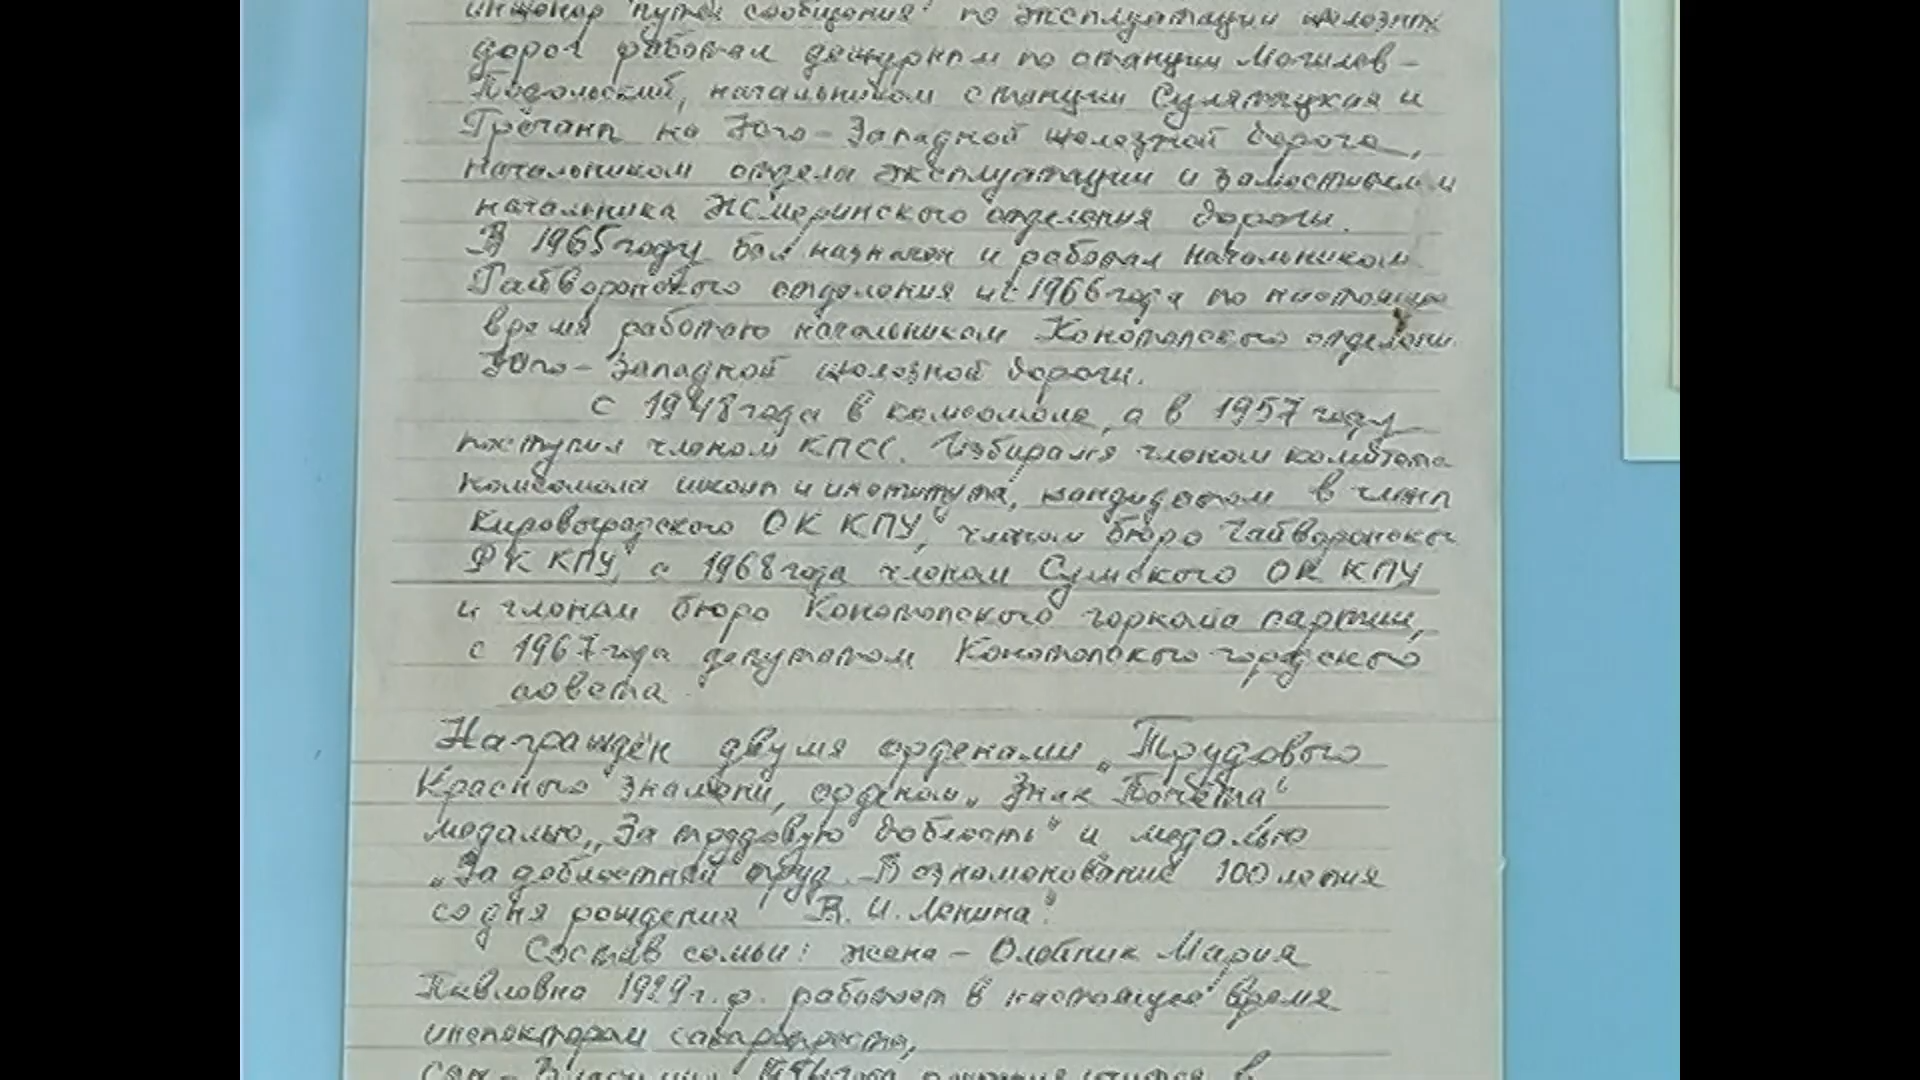 инженер "путей сообщения" по эксплуатации железных
дорог работал дежурным по станции Могилев-
Подольский, начальником станции и
Гречаны на Юго-Западной железной дороге,
начальником отдела эксплуатации и заместителем
начальника Жмеринского отделения дороги.
В 1965 году был назначен и работал начальником
Гайворонского отделения и с 1966 года по настоящее
время работаю начальником Конотопского отделения
Юго-Западной железной дороги.
С 1948 года в комсомоле, а в 1957 году
поступил членом КПСС. Избирался членом комитета
комсомола школы и института, кандидатом в члены
Кировоградского ОК КПУ, членом бюро Гайворонского
РК КПУ, с 1968 года членом Сумского ОК КПУ
и членом бюро Конотопского горкома партии,
с 1967 года депутатом Конотопского городского
совета
Награждён двумя орденами „Трудового
Красного Знамени, орденом „Знак Почёта"
медалью „За трудовую доблесть" и медалью
„За доблестный труд. В ознаменование 100 летия
со дня рождения В. И. Ленина".
Состав семьи: жена - Олейник Мария
Павловна 1929 г. р. работает в настоящее время
инспектором
сын - Владимир